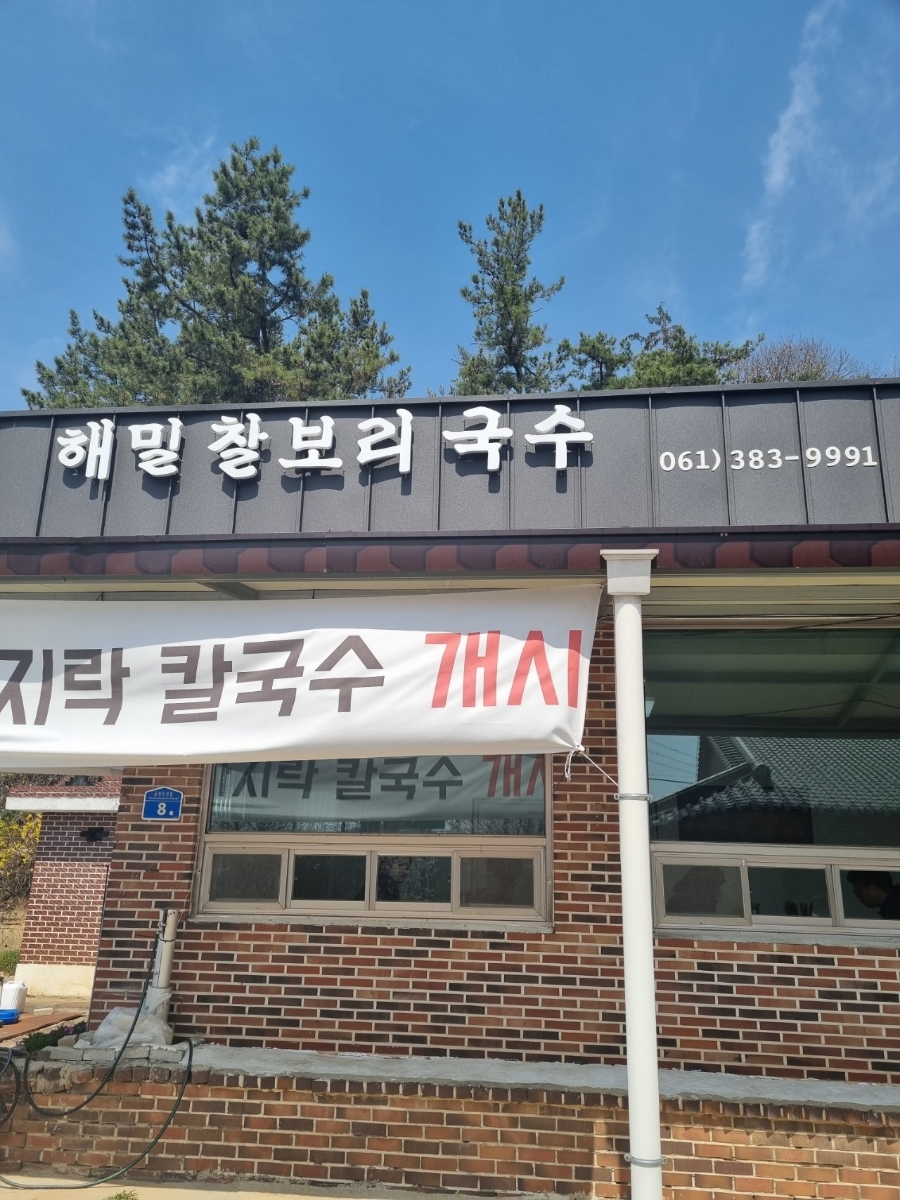 해밀 찰보리 국수 061) 383-9991
지락 칼국수 개시
지락 칼국수 개시
8